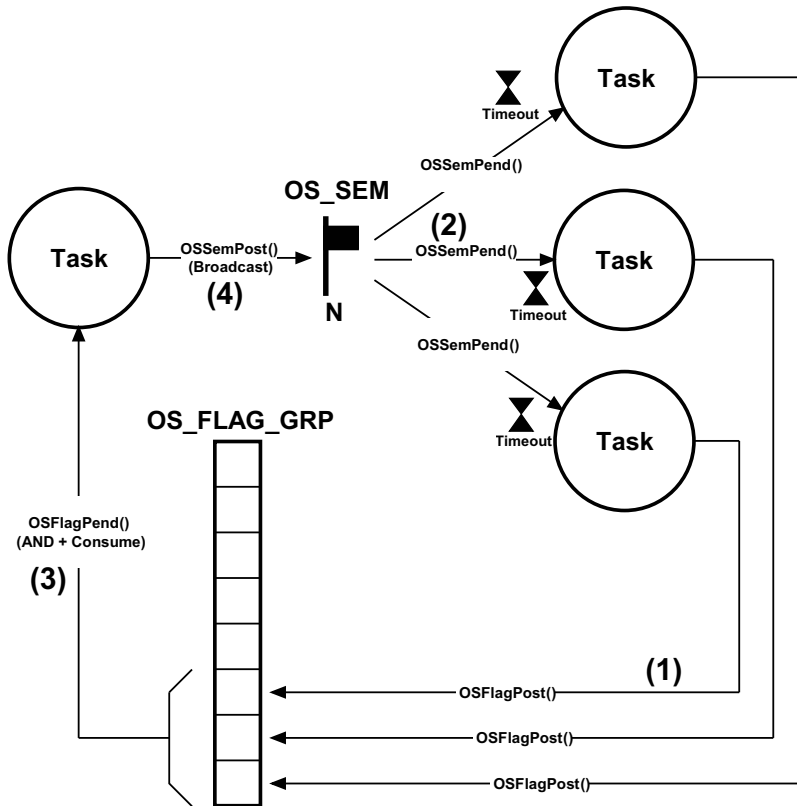 Task
Timeout
OSSemPend()
OS_SEM
(2)
Task
OSSemPost()
(Broadcast)
(4)
OSSemPend()
Task
Timeout
N
OSSemPend()
OS_FLAG_GRP
Timeout
Task
OSFlagPend()
(AND + Consume)
(3)
(1)
OSFlagPost()
OSFlagPost()
OSFlagPost()